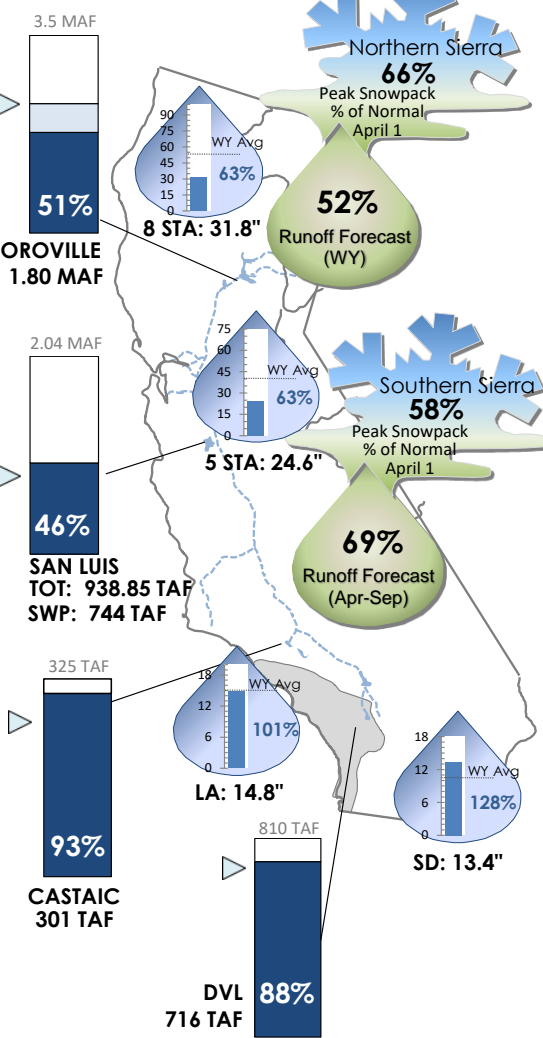 3.5 MAF
51%
OROVILLE
1.80 MAF
90
75
60
45
30
15
0
WY Avg
63%
8 STA: 31.8"
Northern Sierra
66%
Peak Snowpack
% of Normal
April 1
52%
Runoff Forecast
(WY)
2.04 MAF
46%
SAN LUIS
TOT: 938.85 TAF
SWP: 744 TAF
75
60
45
30
15
0
WY Avg
63%
5 STA: 24.6"
Southern Sierra
58%
Peak Snowpack
% of Normal
April 1
69%
Runoff Forecast
(Apr-Sep)
325 TAF
93%
CASTAIC
301 TAF
18
12
6
0
WY Avg
101%
LA: 14.8"
18
12
6
0
WY Avg
128%
SD: 13.4"
810 TAF
88%
DVL
716 TAF